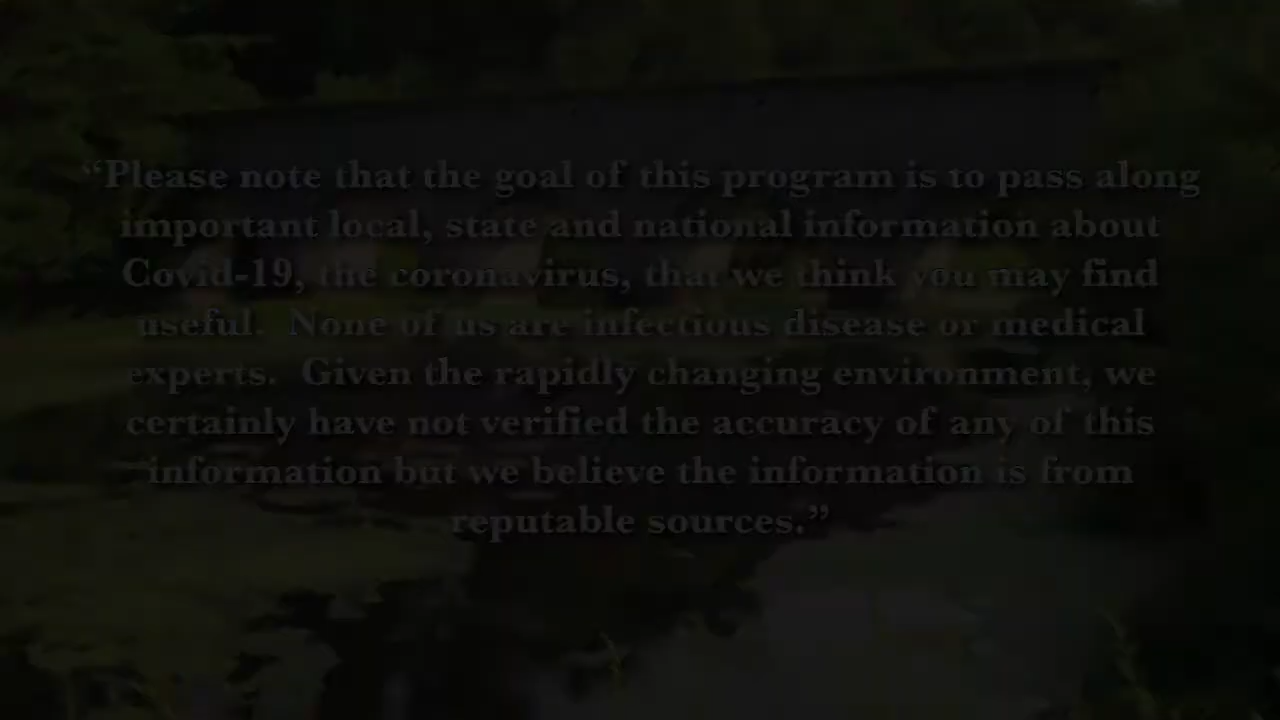 “Please note that the goal of this program is to pass along
important local, state and national information about
Covid-19, the coronavirus, that we think you may find
useful.  None of us are infectious disease or medical
experts.  Given the rapidly changing environment, we
certainly have not verified the accuracy of any of this
information but we believe the information is from
reputable sources.”